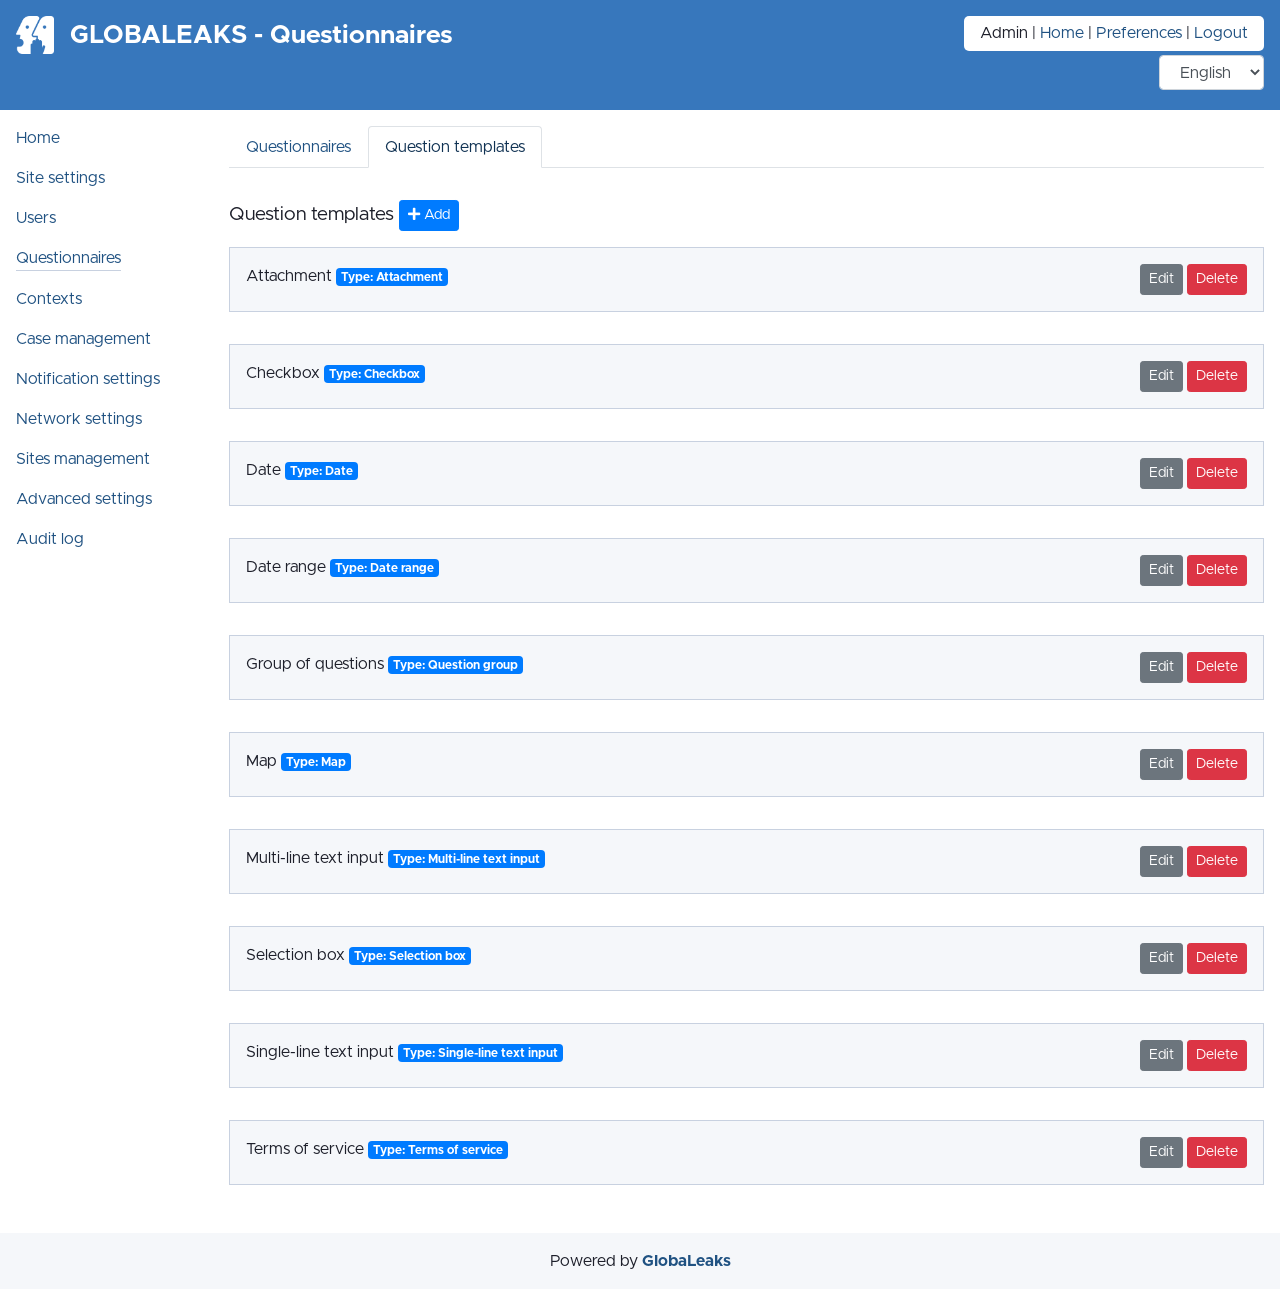 GLOBALEAKS - Questionnaires
Admin | Home | Preferences | Logout
English
Home
Site settings
Users
Questionnaires
Contexts
Case management
Notification settings
Network settings
Sites management
Advanced settings
Audit log
Questionnaires
Question templates
Question templates
Add
Attachment Type: Attachment
Edit Delete
Checkbox Type: Checkbox
Edit Delete
Date Type: Date
Edit Delete
Date range Type: Date range
Edit Delete
Group of questions Type: Question group
Edit Delete
Map Type: Map
Edit Delete
Multi-line text input Type: Multi-line text input
Edit Delete
Selection box Type: Selection box
Edit Delete
Single-line text input Type: Single-line text input
Edit Delete
Terms of service Type: Terms of service
Edit Delete
Powered by GlobaLeaks